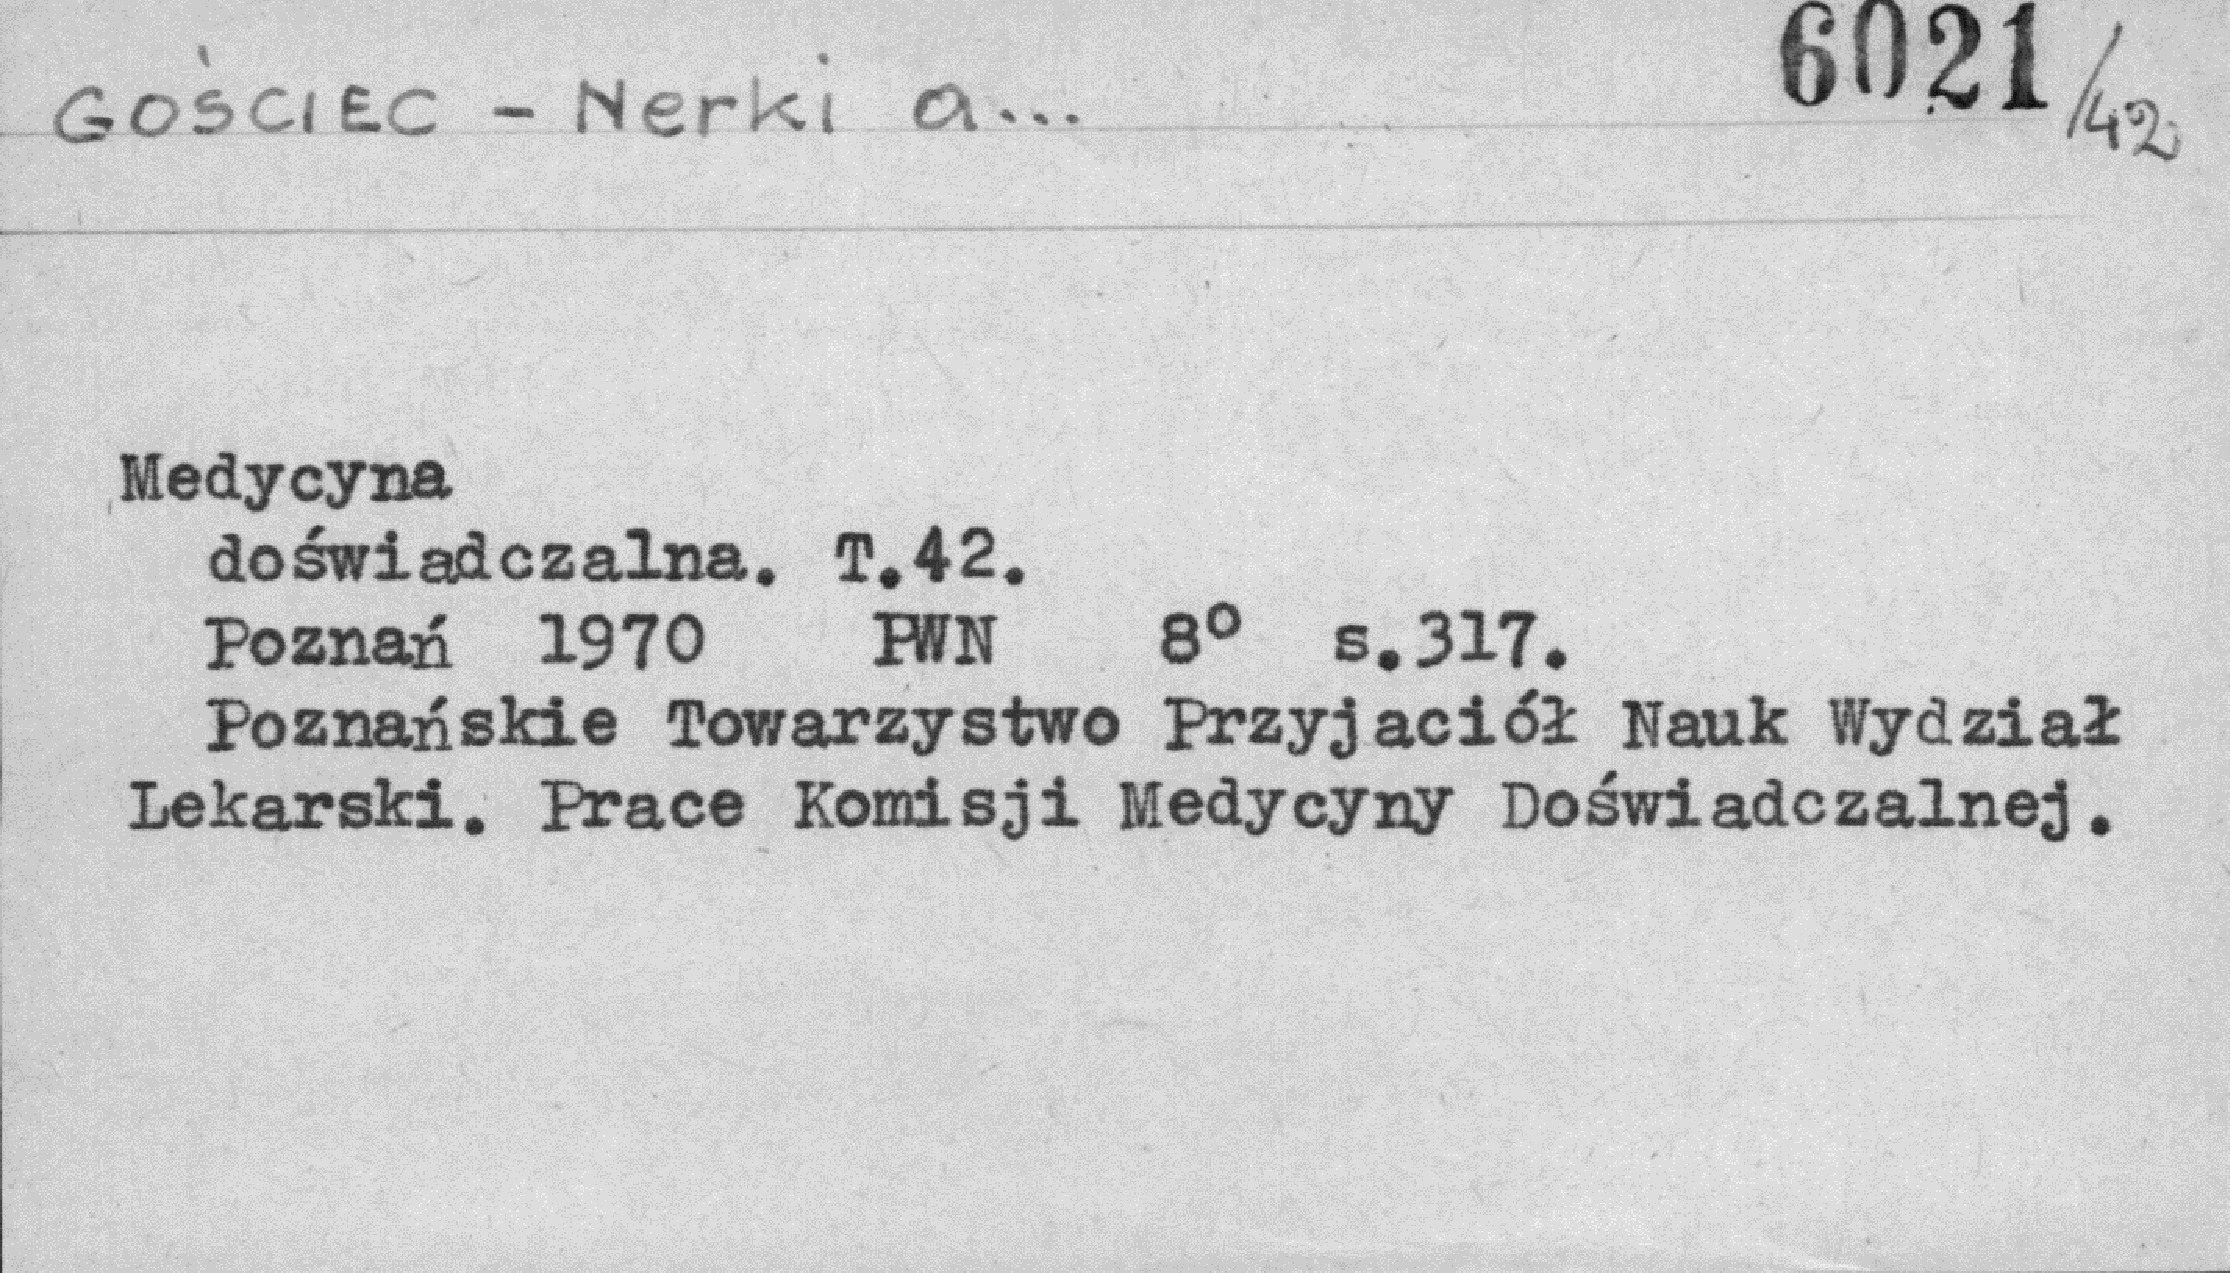 GOŚCIEC - Nerki a...
6021/42
Medycyna
doświadczalna. T.42.
Poznań 1970 PWN 8° s.317.
Poznańskie Towarzystwo Przyjaciół Nauk Wydział
Lekarski. Prace Komisji Medycyny Doświadczalnej.